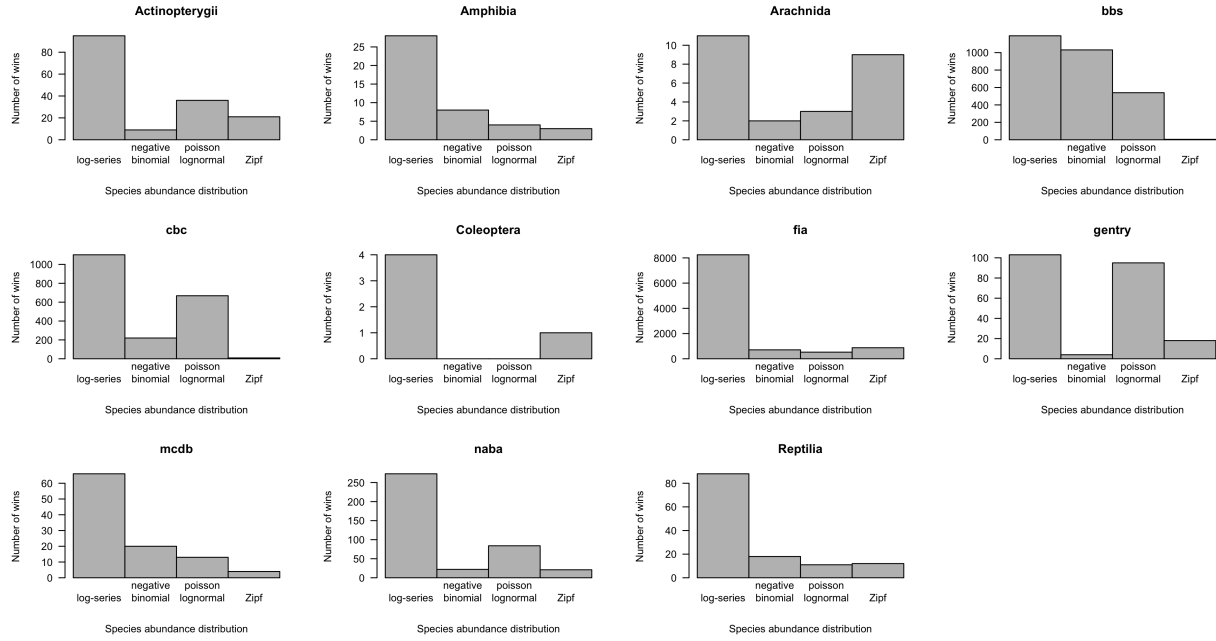 Actinopterygii
Number of wins
80
60
40
20
0
log-series
negative
binomial
poisson
lognormal
Zipf
Species abundance distribution
Amphibia
Number of wins
25
20
15
10
5
0
log-series
negative
binomial
poisson
lognormal
Zipf
Species abundance distribution
Arachnida
Number of wins
10
8
6
4
2
0
log-series
negative
binomial
poisson
lognormal
Zipf
Species abundance distribution
bbs
Number of wins
1000
800
600
400
200
0
log-series
negative
binomial
poisson
lognormal
Zipf
Species abundance distribution
cbc
Number of wins
1000
800
600
400
200
0
log-series
negative
binomial
poisson
lognormal
Zipf
Species abundance distribution
Coleoptera
Number of wins
4
3
2
1
0
log-series
negative
binomial
poisson
lognormal
Zipf
Species abundance distribution
fia
Number of wins
8000
6000
4000
2000
0
log-series
negative
binomial
poisson
lognormal
Zipf
Species abundance distribution
gentry
Number of wins
100
80
60
40
20
0
log-series
negative
binomial
poisson
lognormal
Zipf
Species abundance distribution
mcdb
Number of wins
60
50
40
30
20
10
0
log-series
negative
binomial
poisson
lognormal
Zipf
Species abundance distribution
naba
Number of wins
250
200
150
100
50
0
log-series
negative
binomial
poisson
lognormal
Zipf
Species abundance distribution
Reptilia
Number of wins
80
60
40
20
0
log-series
negative
binomial
poisson
lognormal
Zipf
Species abundance distribution